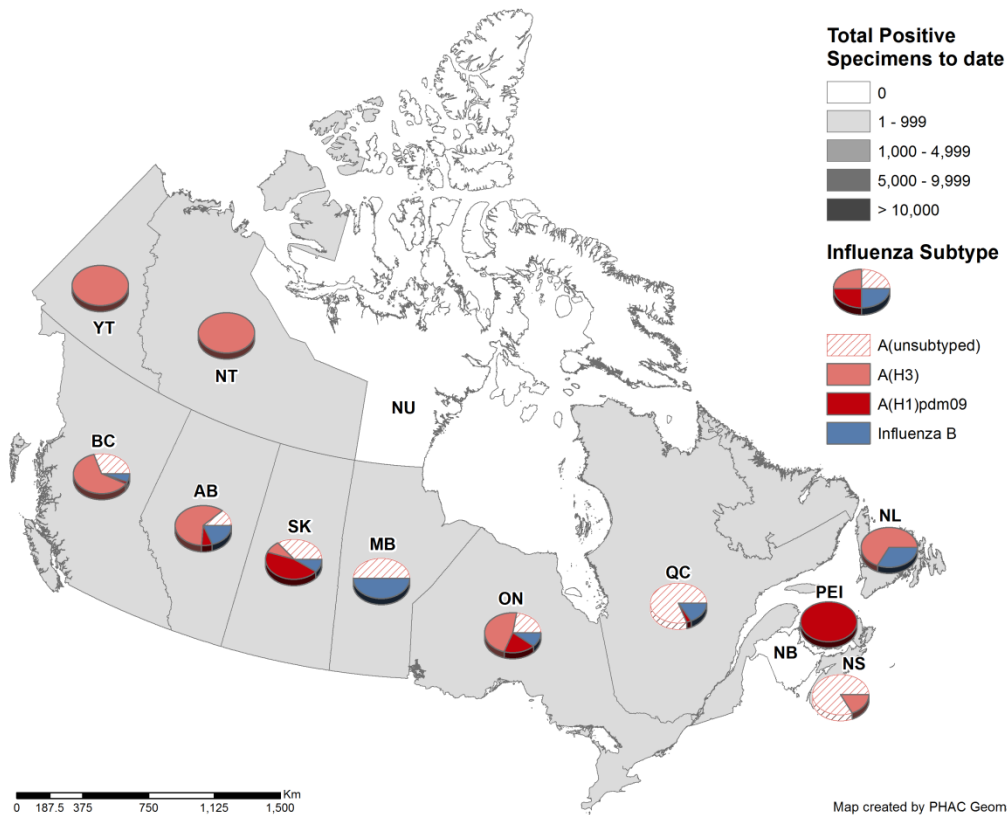 Total Positive
Specimens to date
0
1 - 999
1,000 - 4,999
5,000 - 9,999
> 10,000
Influenza Subtype
A(unsubtyped)
A(H3)
A(H1)pdm09
Influenza B
YT
NT
NU
BC
AB
SK
MB
ON
QC
NL
PEI
NB
NS
Km
0 187.5 375 750 1,125 1,500
Map created by PHAC Geom